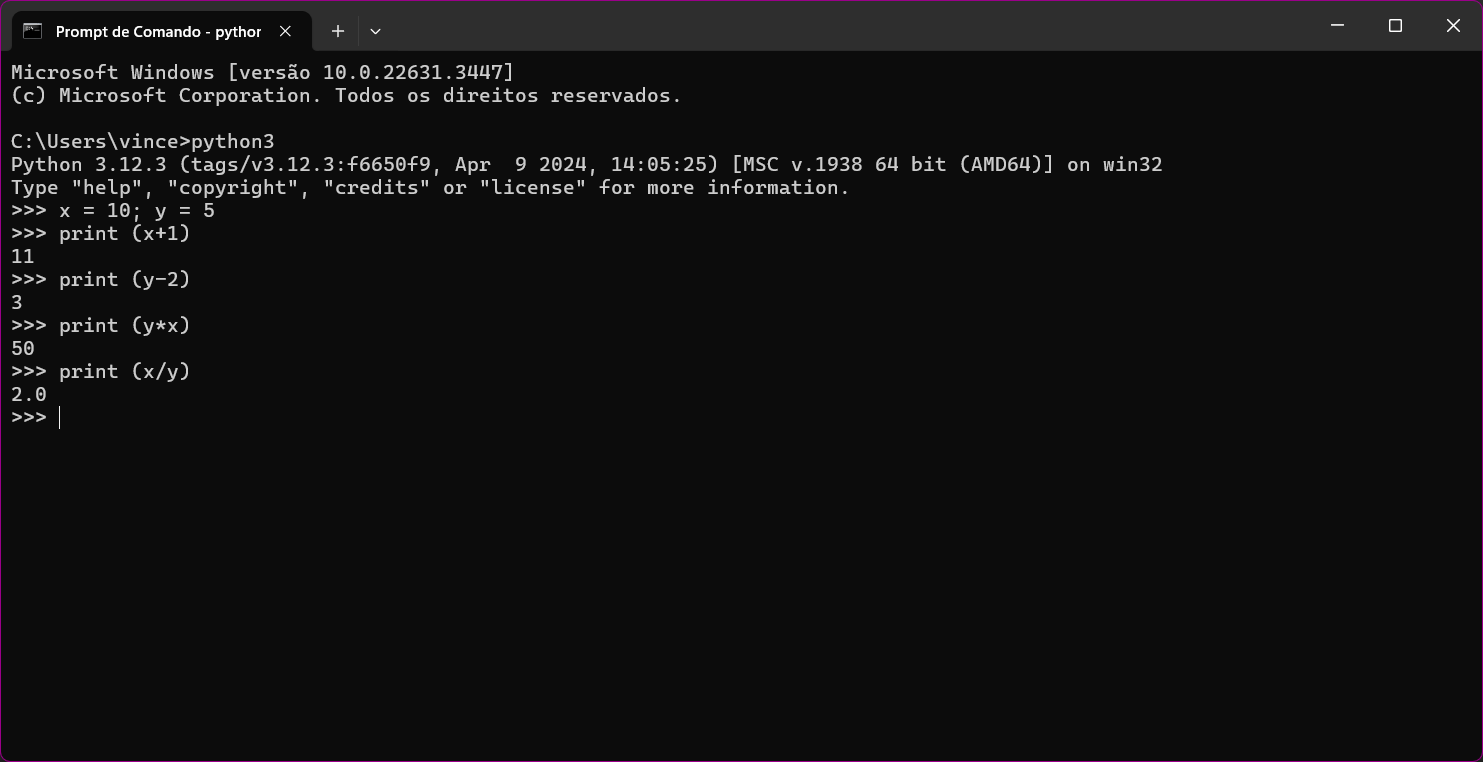 Prompt de Comando - python
Microsoft Windows [versão 10.0.22631.3447]
(c) Microsoft Corporation. Todos os direitos reservados.
C:\Users\vince>python3
Python 3.12.3 (tags/v3.12.3:f6650f9, Apr  9 2024, 14:05:25) [MSC v.1938 64 bit (AMD64)] on win32
Type "help", "copyright", "credits" or "license" for more information.
>>> x = 10; y = 5
>>> print (x+1)
11
>>> print (y-2)
3
>>> print (y*x)
50
>>> print (x/y)
2.0
>>>